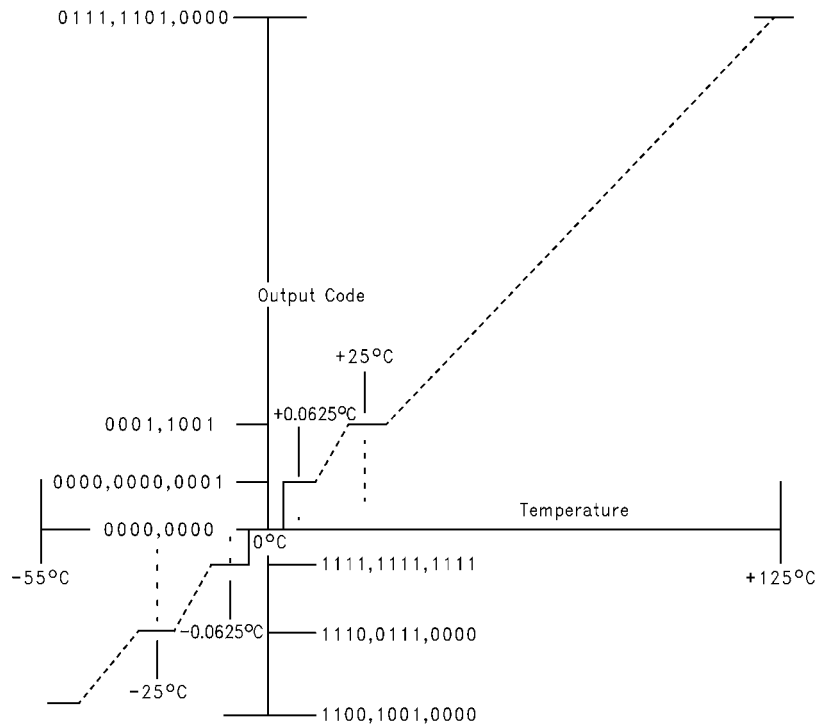 0111,1101,0000
Output Code
+25°C
+0.0625°C
0001,1001
0000,0000,0001
Temperature
0000,0000
0°C
1111,1111,1111
-55°C
+125°C
-0.0625°C
1110,0111,0000
-25°C
1100,1001,0000